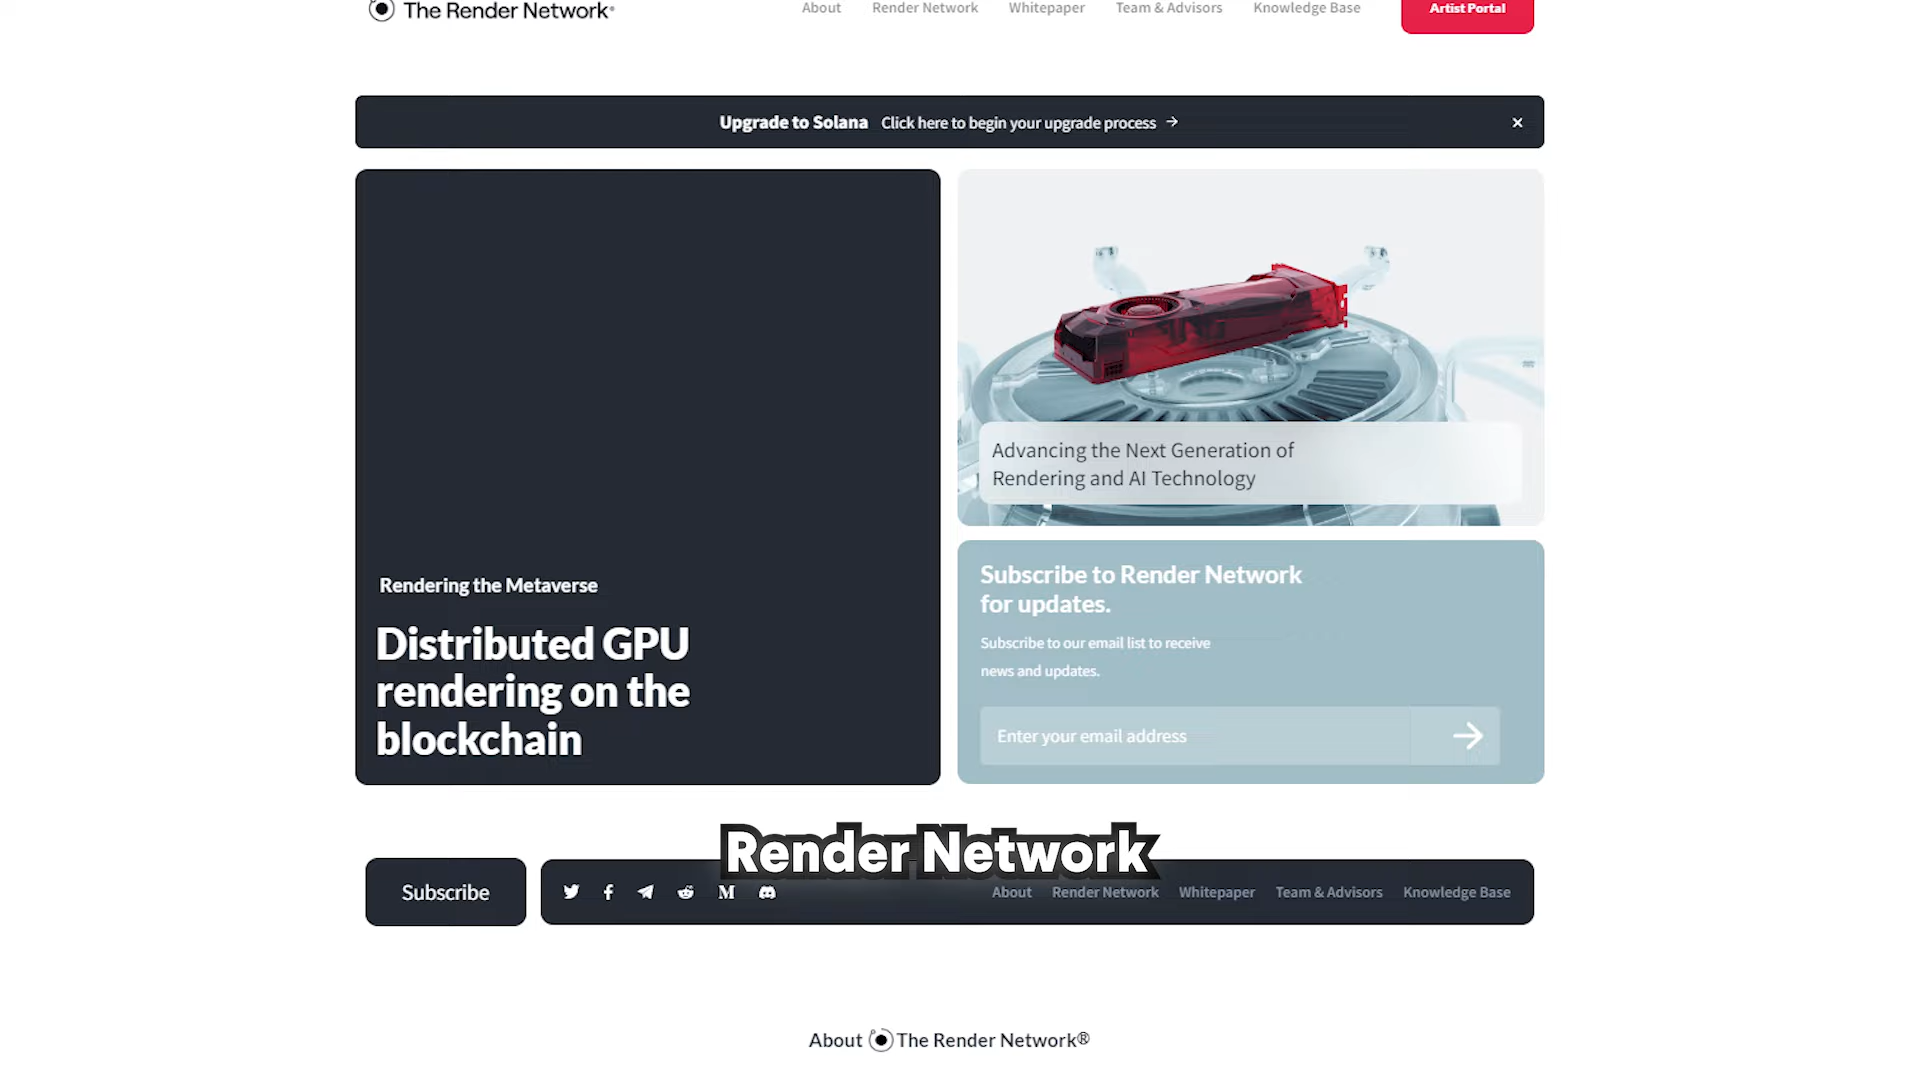 The Render Network®
About Render Network Whitepaper Team & Advisors Knowledge Base Artist Portal
Upgrade to Solana Click here to begin your upgrade process →
Rendering the Metaverse
Distributed GPU
rendering on the
blockchain
Advancing the Next Generation of
Rendering and AI Technology
Subscribe to Render Network
for updates.
Subscribe to our email list to receive
news and updates.
Enter your email address
Render Network
Subscribe
About Render Network Whitepaper Team & Advisors Knowledge Base
About The Render Network®